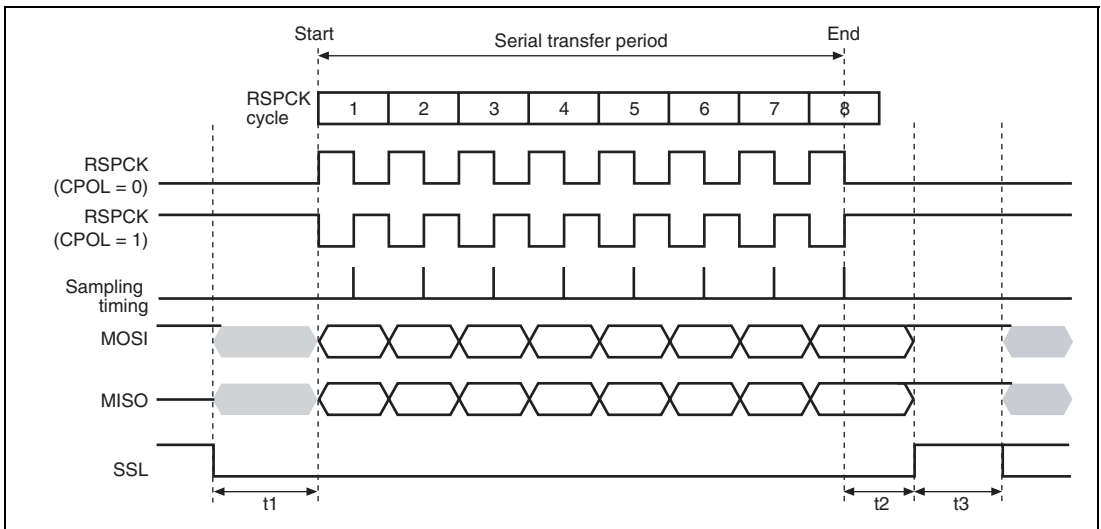 Start
End
Serial transfer period
RSPCK
cycle
1 2 3 4 5 6 7 8
RSPCK
(CPOL = 0)
RSPCK
(CPOL = 1)
Sampling
timing
MOSI
MISO
SSL
t1
t2
t3